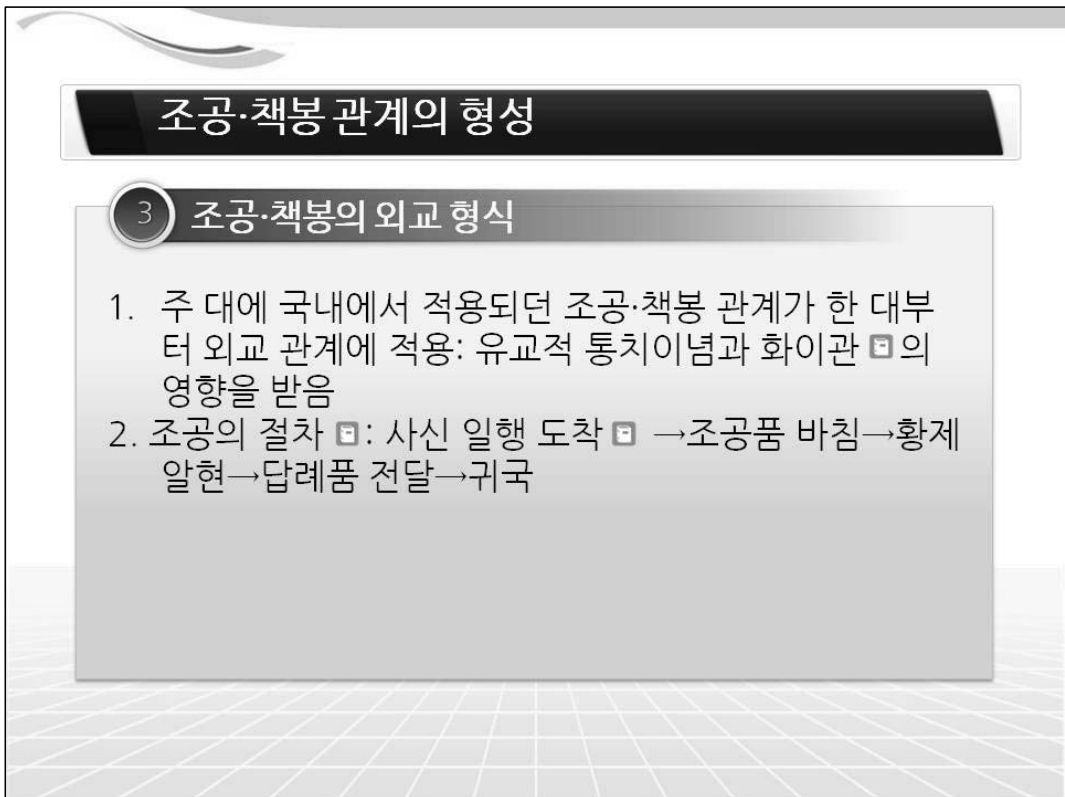 조공·책봉 관계의 형성
3 조공·책봉의 외교 형식
1. 주 대에 국내에서 적용되던 조공·책봉 관계가 한 대부
터 외교 관계에 적용: 유교적 통치이념과 화이관 의
영향을 받음
2. 조공의 절차 : 사신 일행 도착 →조공품 바침→황제
알현→답례품 전달→귀국